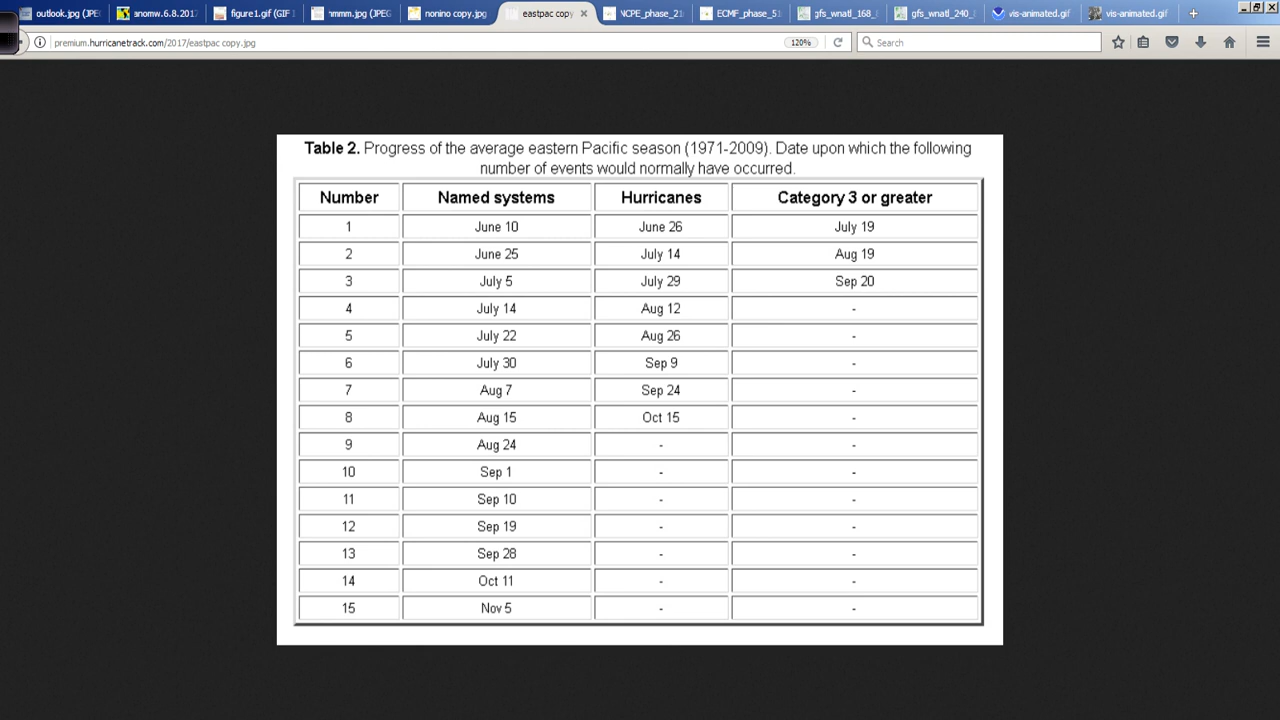 outlook.jpg (JPE anomw.6.8.2017 figure1.gif (GIF 1 hmmm.jpg (JPEG nonino copy.jpg eastpac copy NCPE_phase_21 ECMF_phase_51 gfs_wnatl_168_ gfs_wnatl_240_ vis-animated.gif vis-animated.gif
premium.hurricanetrack.com/2017/eastpac copy.jpg 120% Search
Table 2. Progress of the average eastern Pacific season (1971-2009). Date upon which the following
number of events would normally have occurred.
Number Named systems Hurricanes Category 3 or greater
1 June 10 June 26 July 19
2 June 25 July 14 Aug 19
3 July 5 July 29 Sep 20
4 July 14 Aug 12 -
5 July 22 Aug 26 -
6 July 30 Sep 9 -
7 Aug 7 Sep 24 -
8 Aug 15 Oct 15 -
9 Aug 24 - -
10 Sep 1 - -
11 Sep 10 - -
12 Sep 19 - -
13 Sep 28 - -
14 Oct 11 - -
15 Nov 5 - -